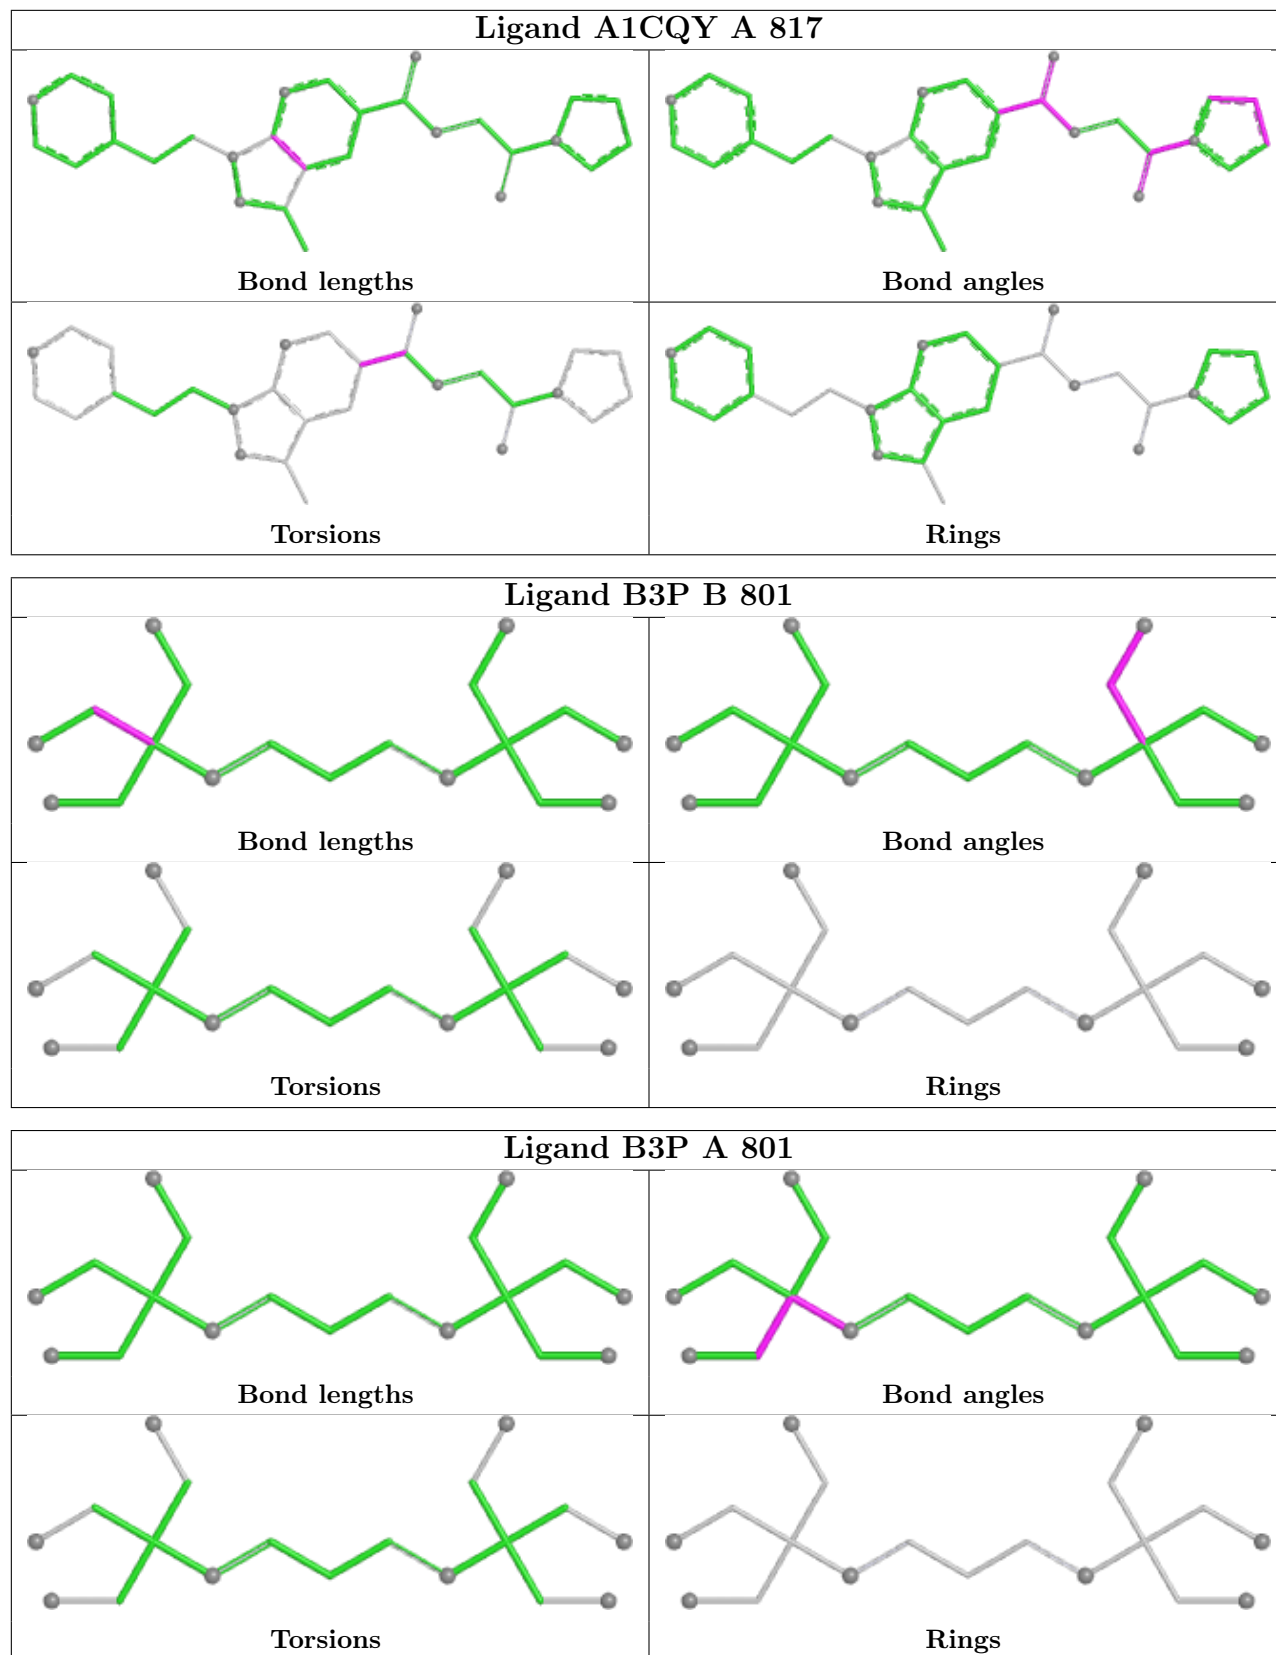 Ligand A1CQY A 817
Bond lengths
Bond angles
Torsions
Rings
Ligand B3P B 801
Bond lengths
Bond angles
Torsions
Rings
Ligand B3P A 801
Bond lengths
Bond angles
Torsions
Rings